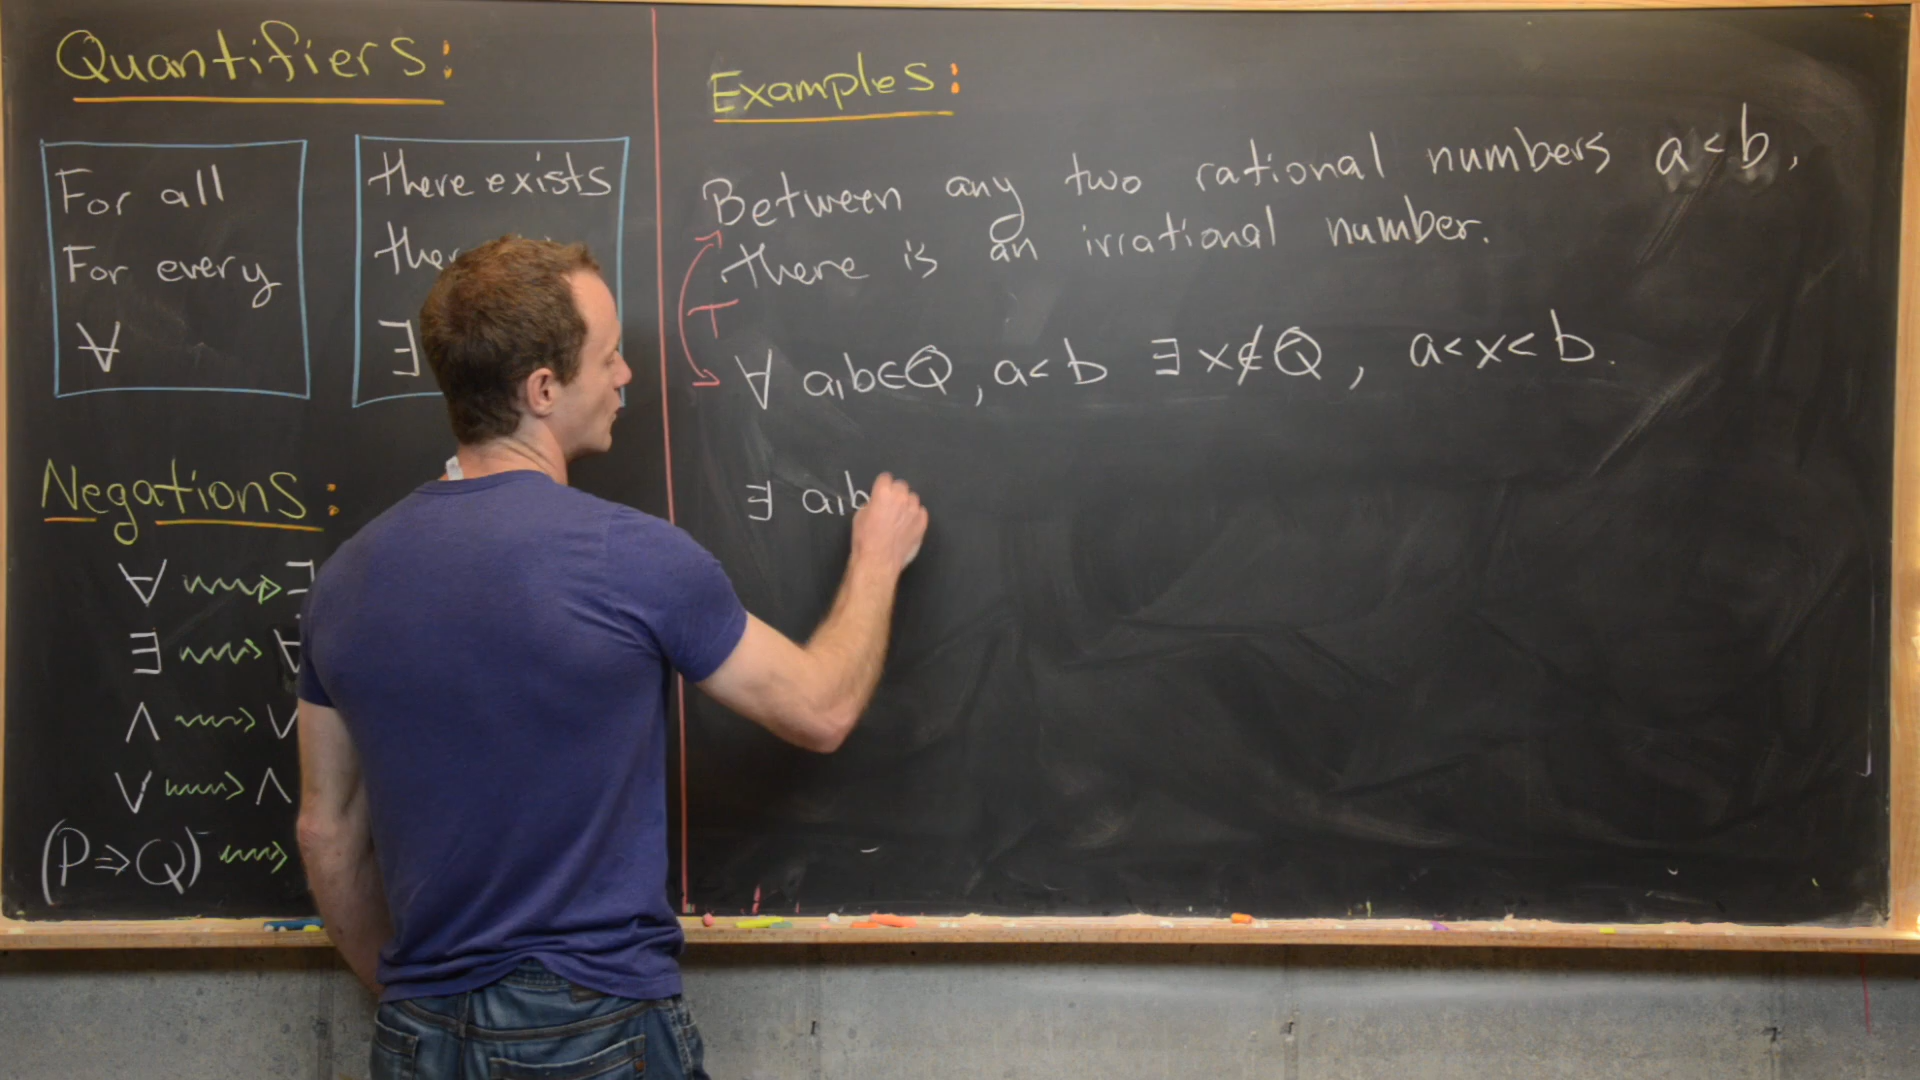 Quantifiers:
For all
For every
∀
there exists
∃
Negations:
∀ ⇝ ∃
∃ ⇝ ∀
∧ ⇝ ∨
∨ ⇝ ∧
(P⇒Q) ⇝
Examples:
Between any two rational numbers a<b,
there is an irrational number.
T
∀ a,b∈Q, a<b ∃ x∉Q, a<x<b.
∃ a,b